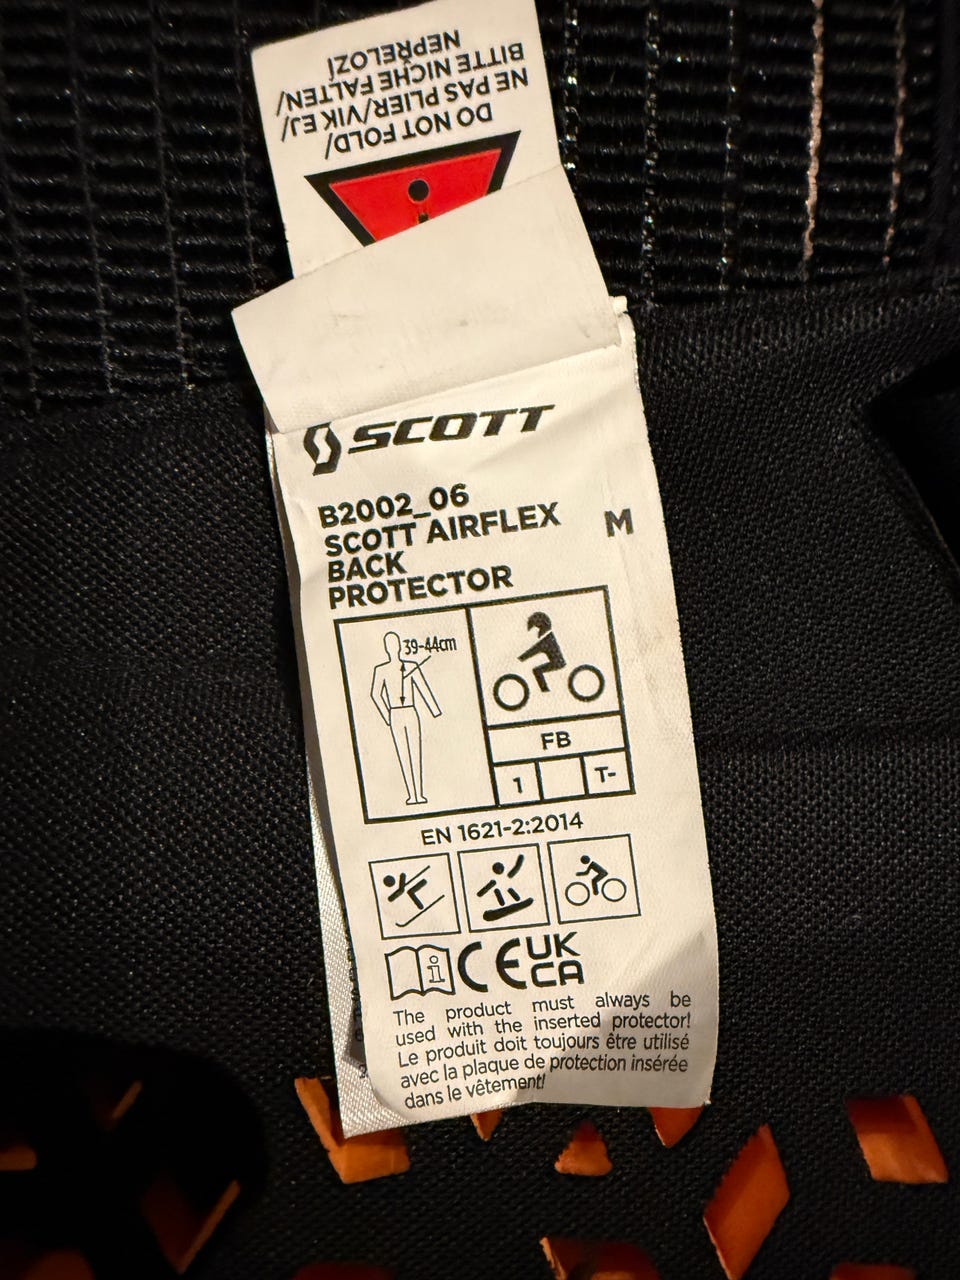 DO NOT FOLD/
NE PAS PLIER/VIK EJ/
BITTE NICHE FALTEN/
NEPŘELOZÍ
SCOTT
B2002_06
SCOTT AIRFLEX M
BACK
PROTECTOR
39-44cm
FB
1 T-
EN 1621-2:2014
i CE UK
CA
The product must always be
used with the inserted protector!
Le produit doit toujours être utilisé
avec la plaque de protection insérée
dans le vêtement!